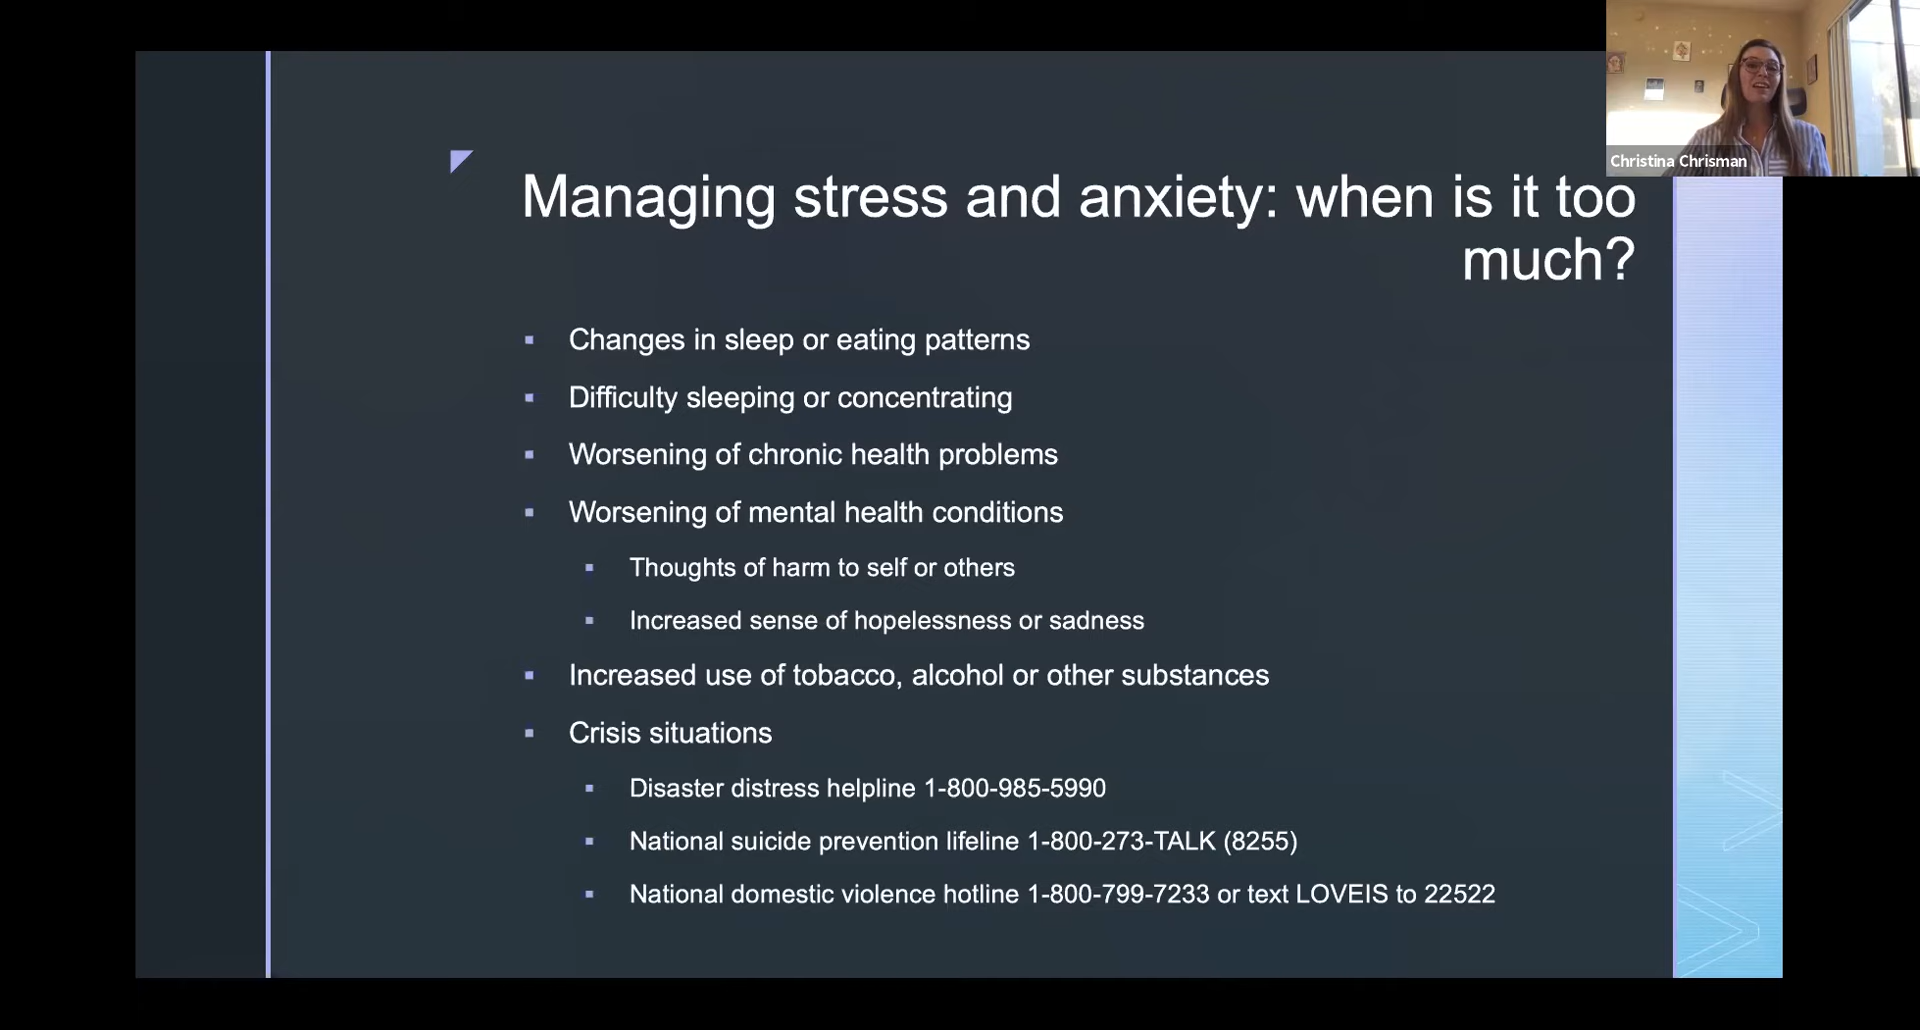 Christina Chrisman
Managing stress and anxiety: when is it too
much?
Changes in sleep or eating patterns
Difficulty sleeping or concentrating
Worsening of chronic health problems
Worsening of mental health conditions
Thoughts of harm to self or others
Increased sense of hopelessness or sadness
Increased use of tobacco, alcohol or other substances
Crisis situations
Disaster distress helpline 1-800-985-5990
National suicide prevention lifeline 1-800-273-TALK (8255)
National domestic violence hotline 1-800-799-7233 or text LOVEIS to 22522